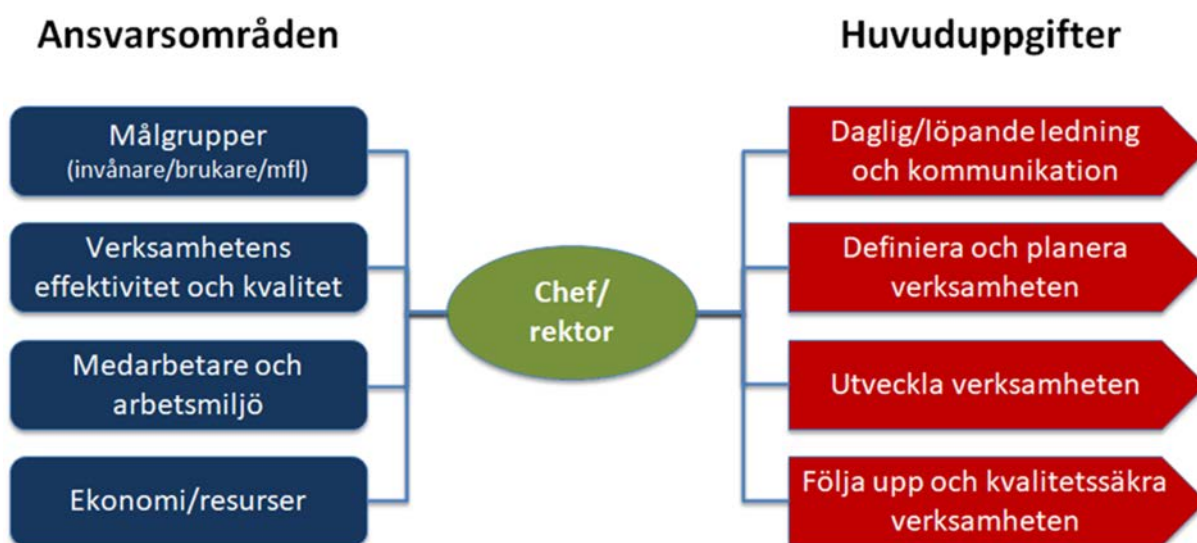 Ansvarsområden
Målgrupper
(invånare/brukare/mfl)
Verksamhetens
effektivitet och kvalitet
Medarbetare och
arbetsmiljö
Ekonomi/resurser
Chef/
rektor
Huvuduppgifter
Daglig/löpande ledning
och kommunikation
Definiera och planera
verksamheten
Utveckla verksamheten
Följa upp och kvalitetssäkra
verksamheten